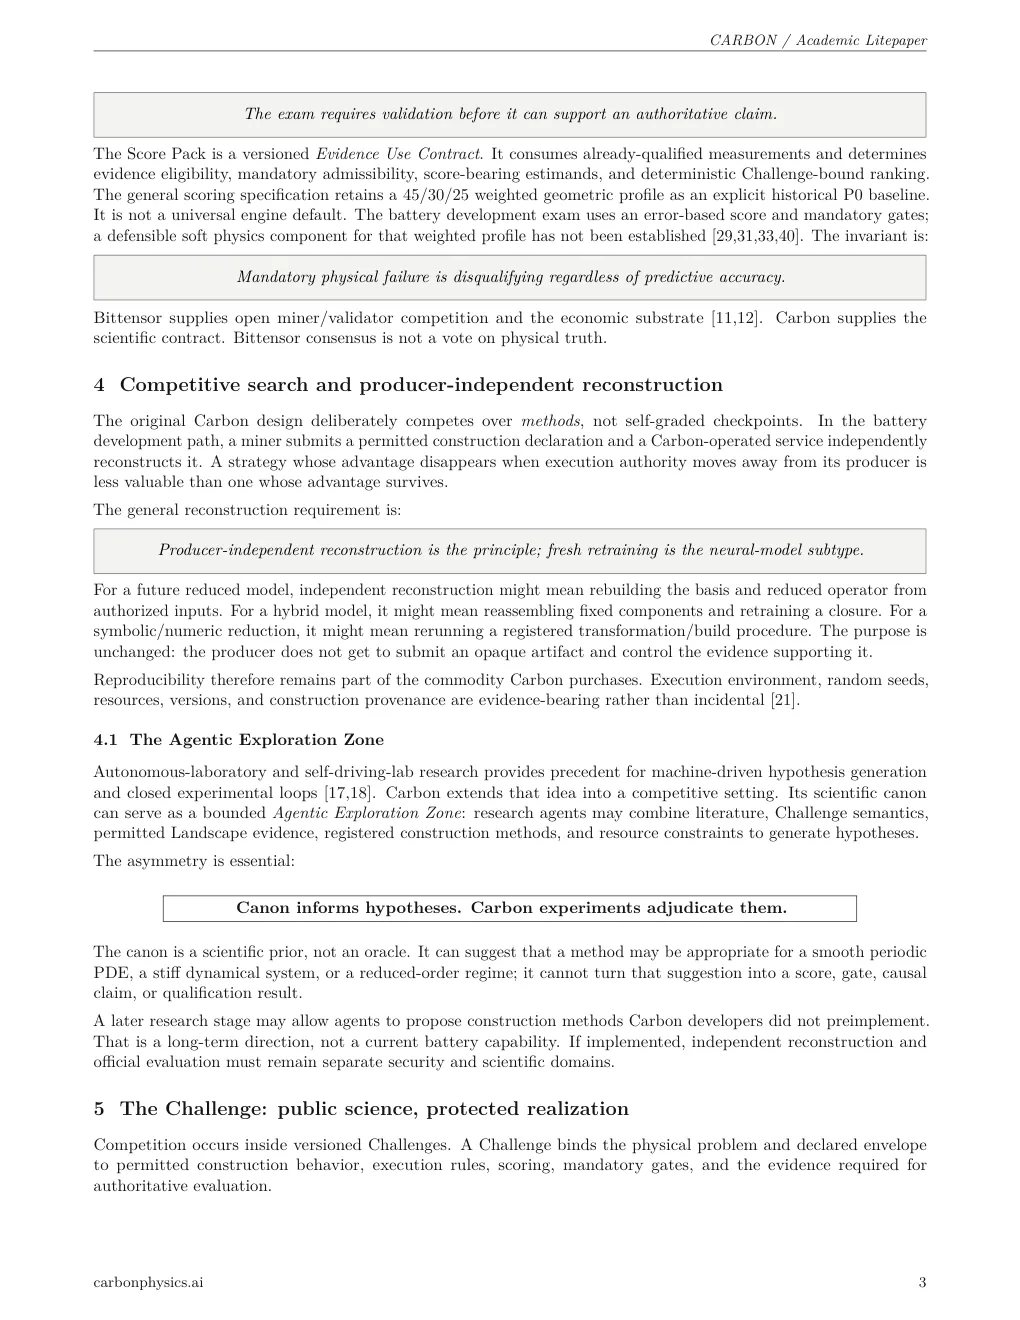 CARBON / Academic Litepaper
The exam requires validation before it can support an authoritative claim.
The Score Pack is a versioned Evidence Use Contract. It consumes already-qualified measurements and determines
evidence eligibility, mandatory admissibility, score-bearing estimands, and deterministic Challenge-bound ranking.
The general scoring specification retains a 45/30/25 weighted geometric profile as an explicit historical P0 baseline.
It is not a universal engine default. The battery development exam uses an error-based score and mandatory gates;
a defensible soft physics component for that weighted profile has not been established [29,31,33,40]. The invariant is:
Mandatory physical failure is disqualifying regardless of predictive accuracy.
Bittensor supplies open miner/validator competition and the economic substrate [11,12]. Carbon supplies the
scientific contract. Bittensor consensus is not a vote on physical truth.
4 Competitive search and producer-independent reconstruction
The original Carbon design deliberately competes over methods, not self-graded checkpoints. In the battery
development path, a miner submits a permitted construction declaration and a Carbon-operated service independently
reconstructs it. A strategy whose advantage disappears when execution authority moves away from its producer is
less valuable than one whose advantage survives.
The general reconstruction requirement is:
Producer-independent reconstruction is the principle; fresh retraining is the neural-model subtype.
For a future reduced model, independent reconstruction might mean rebuilding the basis and reduced operator from
authorized inputs. For a hybrid model, it might mean reassembling fixed components and retraining a closure. For a
symbolic/numeric reduction, it might mean rerunning a registered transformation/build procedure. The purpose is
unchanged: the producer does not get to submit an opaque artifact and control the evidence supporting it.
Reproducibility therefore remains part of the commodity Carbon purchases. Execution environment, random seeds,
resources, versions, and construction provenance are evidence-bearing rather than incidental [21].
4.1 The Agentic Exploration Zone
Autonomous-laboratory and self-driving-lab research provides precedent for machine-driven hypothesis generation
and closed experimental loops [17,18]. Carbon extends that idea into a competitive setting. Its scientific canon
can serve as a bounded Agentic Exploration Zone: research agents may combine literature, Challenge semantics,
permitted Landscape evidence, registered construction methods, and resource constraints to generate hypotheses.
The asymmetry is essential:
Canon informs hypotheses. Carbon experiments adjudicate them.
The canon is a scientific prior, not an oracle. It can suggest that a method may be appropriate for a smooth periodic
PDE, a stiff dynamical system, or a reduced-order regime; it cannot turn that suggestion into a score, gate, causal
claim, or qualification result.
A later research stage may allow agents to propose construction methods Carbon developers did not preimplement.
That is a long-term direction, not a current battery capability. If implemented, independent reconstruction and
official evaluation must remain separate security and scientific domains.
5 The Challenge: public science, protected realization
Competition occurs inside versioned Challenges. A Challenge binds the physical problem and declared envelope
to permitted construction behavior, execution rules, scoring, mandatory gates, and the evidence required for
authoritative evaluation.
carbonphysics.ai
3